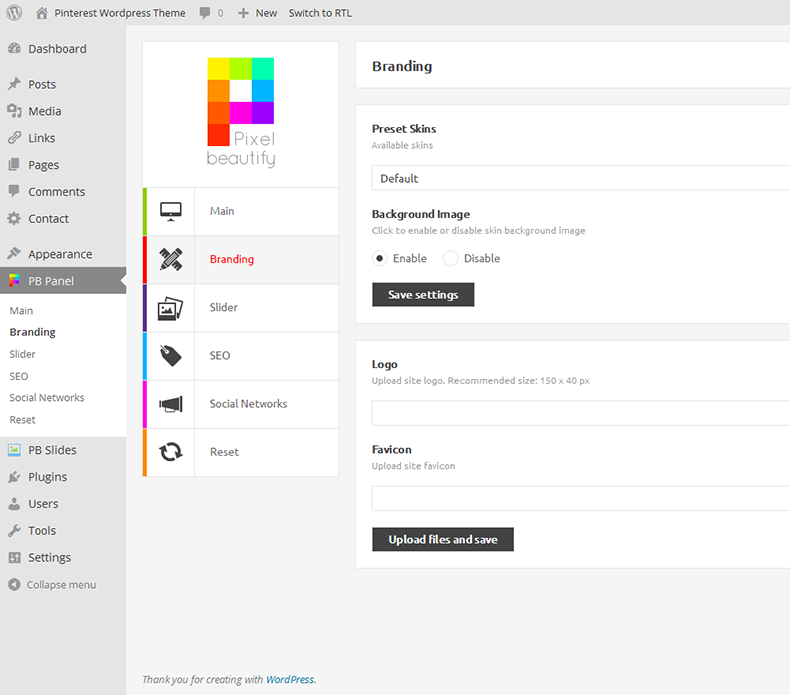 Pinterest Wordpress Theme 0 New Switch to RTL
Dashboard
Posts
Media
Links
Pages
Comments
Contact
Appearance
PB Panel
Main
Branding
Slider
SEO
Social Networks
Reset
PB Slides
Plugins
Users
Tools
Settings
Collapse menu
Pixel
beautify
Main
Branding
Slider
SEO
Social Networks
Reset
Branding
Preset Skins
Available skins
Default
Background Image
Click to enable or disable skin background image
Enable Disable
Save settings
Logo
Upload site logo. Recommended size: 150 x 40 px
Favicon
Upload site favicon
Upload files and save
Thank you for creating with WordPress.